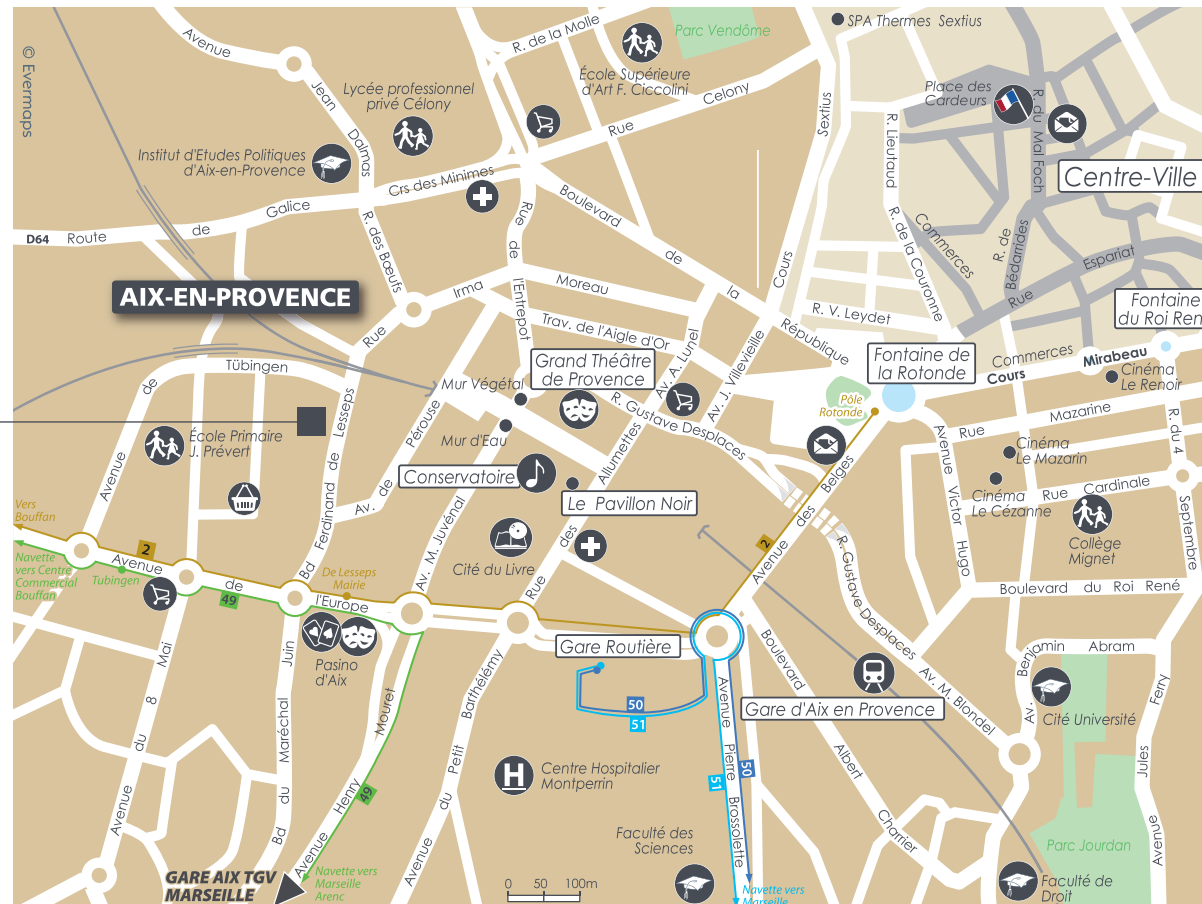 © Evermaps
Avenue
Jean
Dalmas
R. de la Molle
École Supérieure
d'Art F. Ciccolini
Parc Vendôme
SPA Thermes Sextius
Lycée professionnel
privé Célony
Institut d'Etudes Politiques
d'Aix-en-Provence
Rue
Celony
Cours
Sextius
Place des
Cardeurs
R. du Mal Foch
R. Lieutaud
Centre-Ville
Crs des Minimes
D64 Route de Galice
R. des Bœufs
Rue de l'Entrepot
Boulevard de la République
R. de la Couronne
Commerces
R. de
Bédarrides
Rue Espariat
AIX-EN-PROVENCE
Rue Irma Moreau
Trav. de l'Aigle d'Or
Av. A. Lunel
Av. J. Villevieille
R. V. Leydet
Fontaine
du Roi Ren
Fontaine de
la Rotonde
Commerces
Cours Mirabeau
Cinéma
Le Renoir
Avenue de Tübingen
Mur Végétal
Grand Théâtre
de Provence
R. Gustave Desplaces
Pôle
Rotonde
Mur d'Eau
Rue Mazarine
R. du 4 Septembre
École Primaire
J. Prévert
Bd Ferdinand de Lesseps
Av. de Pérouse
Conservatoire
Rue des Allumettes
Cinéma
Le Mazarin
Cinéma
Le Cézanne
Rue Cardinale
Collège
Mignet
Avenue Victor Hugo
Le Pavillon Noir
Av. M. Juvénal
Cité du Livre
Avenue des Belges
2
R. Gustave Desplaces
Vers
Bouffan
2
Navette
vers Centre
Commercial
Bouffan
Tubingen
Avenue de l'Europe
49
De Lesseps
Mairie
Boulevard du Roi René
Pasino
d'Aix
Gare Routière
50
51
Gare d'Aix en Provence
Av. M. Blondel
Av. Benjamin Abram
Cité Université
Avenue Jules Ferry
Avenue du 8 Mai
Bd du Maréchal Juin
Avenue Henry Mouret
49
Avenue du Petit Barthélémy
H
Centre Hospitalier
Montperrin
Avenue Pierre Brossolette
50
51
Boulevard Albert Charrier
Faculté des
Sciences
Parc Jourdan
Faculté de
Droit
GARE AIX TGV
MARSEILLE
Navette vers
Marseille
Arenc
0 50 100m
Navette vers
Marseille